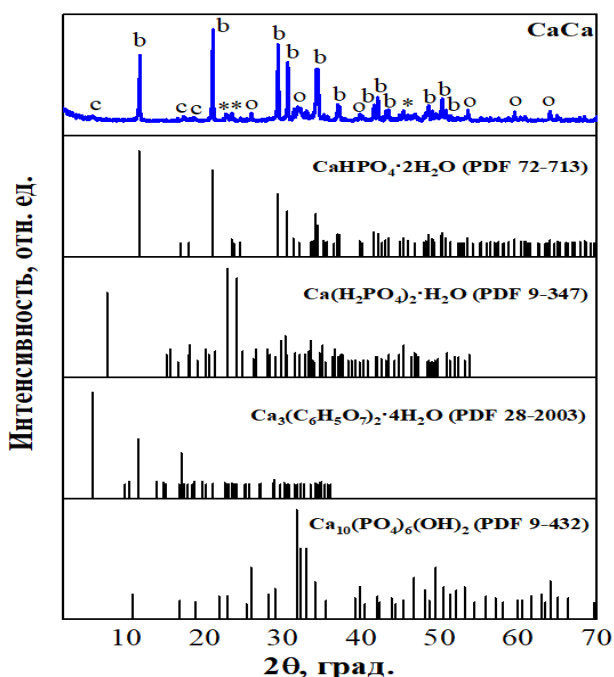 CaCa
b b b b b b b b b b b
c c c * * o o o * o o o
CaHPO₄·2H₂O (PDF 72-713)
Ca(H₂PO₄)₂·H₂O (PDF 9-347)
Ca₃(C₆H₅O₇)₂·4H₂O (PDF 28-2003)
Ca₁₀(PO₄)₆(OH)₂ (PDF 9-432)
Интенсивность, отн. ед.
10 20 30 40 50 60 70
2Θ, град.